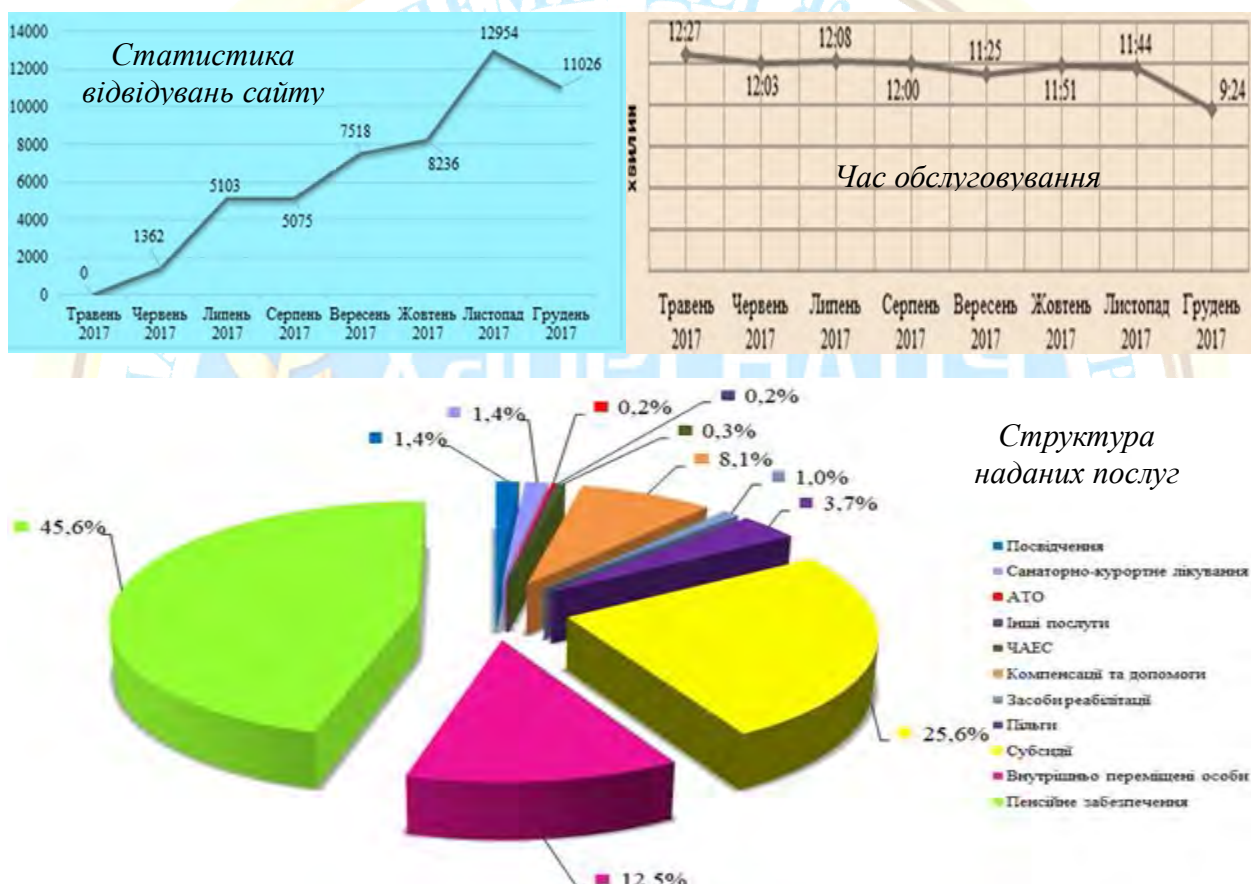 Статистика
відвідувань сайту
14000
12000
10000
8000
6000
4000
2000
0
0
1362
5103
5075
7518
8236
12954
11026
Травень Червень Липень Серпень Вересень Жовтень Листопад Грудень
2017 2017 2017 2017 2017 2017 2017 2017
12:27
12:03
12:08
12:00
11:25
11:51
11:44
9:24
хвилин
Час обслуговування
Травень Червень Липень Серпень Вересень Жовтень Листопад Грудень
2017 2017 2017 2017 2017 2017 2017 2017
Структура
наданих послуг
1,4%
1,4%
0,2%
0,2%
0,3%
8,1%
1,0%
3,7%
25,6%
12,5%
45,6%
Посвідчення
Санаторно-курортне лікування
АТО
Інші послуги
ЧАЕС
Компенсації та допомоги
Засоби реабілітації
Пільги
Субсидії
Внутрішньо переміщені особи
Пенсійне забезпечення